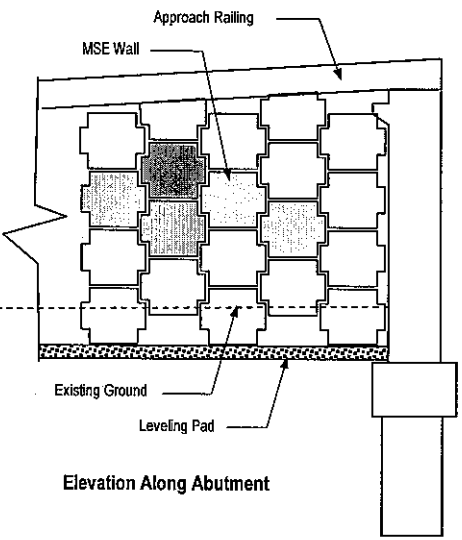 Approach Railing
MSE Wall
Existing Ground
Leveling Pad
Elevation Along Abutment